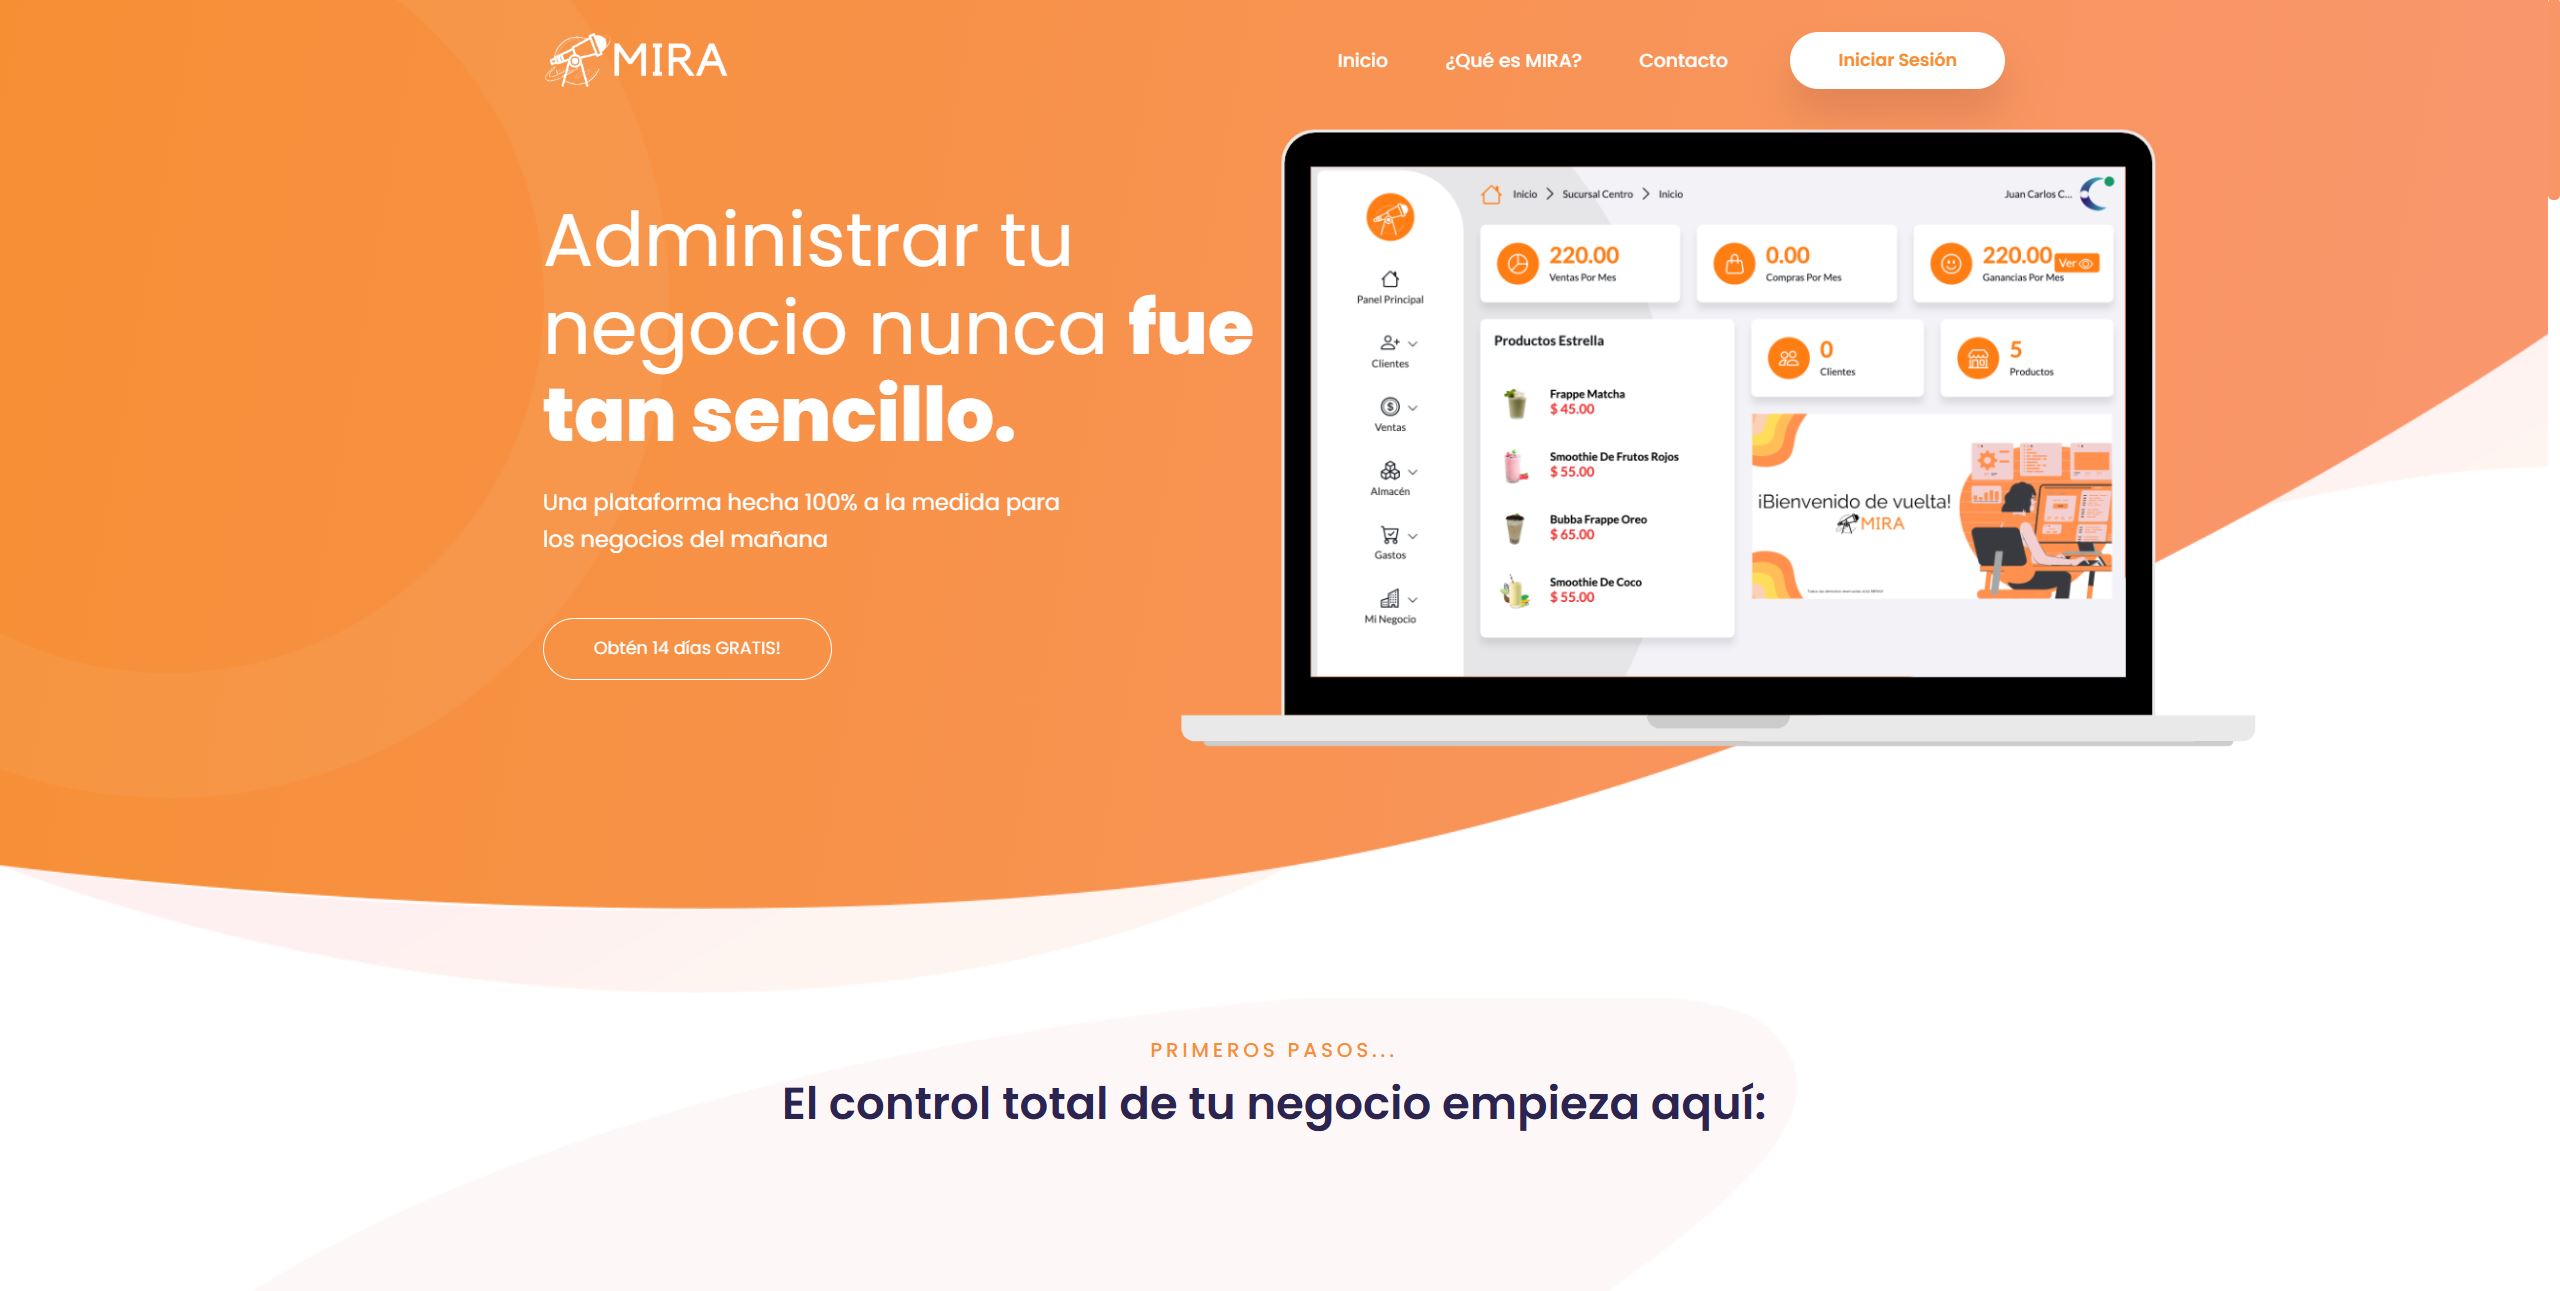 MIRA
Inicio
¿Qué es MIRA?
Contacto
Iniciar Sesión
Administrar tu
negocio nunca fue
tan sencillo.
Una plataforma hecha 100% a la medida para
los negocios del mañana
Obtén 14 días GRATIS!
Inicio
Sucursal Centro
Inicio
Juan Carlos C...
Panel Principal
Clientes
Ventas
Almacén
Gastos
Mi Negocio
220.00
Ventas Por Mes
0.00
Compras Por Mes
220.00
Ver
Ganancias Por Mes
Productos Estrella
Frappe Matcha
$ 45.00
Smoothie De Frutos Rojos
$ 55.00
Bubba Frappe Oreo
$ 65.00
Smoothie De Coco
$ 55.00
0
Clientes
5
Productos
¡Bienvenido de vuelta!
MIRA
PRIMEROS PASOS...
El control total de tu negocio empieza aquí: